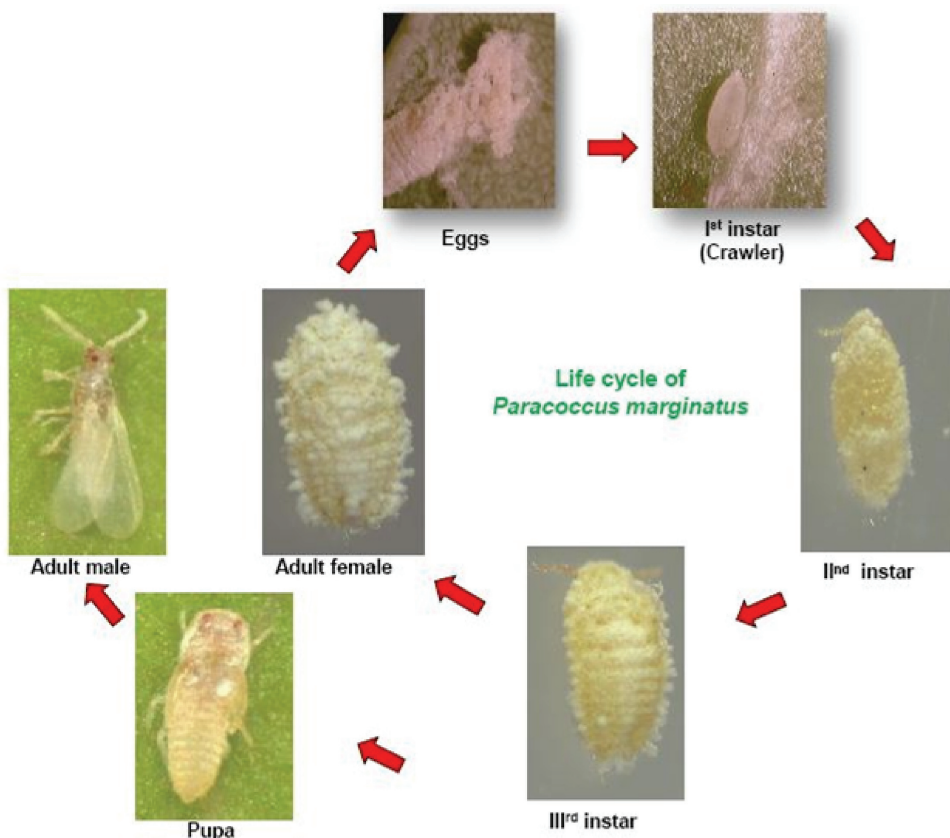 Eggs
Iˢᵗ instar
(Crawler)
Life cycle of
Paracoccus marginatus
Adult male
Adult female
IIⁿᵈ instar
Pupa
IIIʳᵈ instar